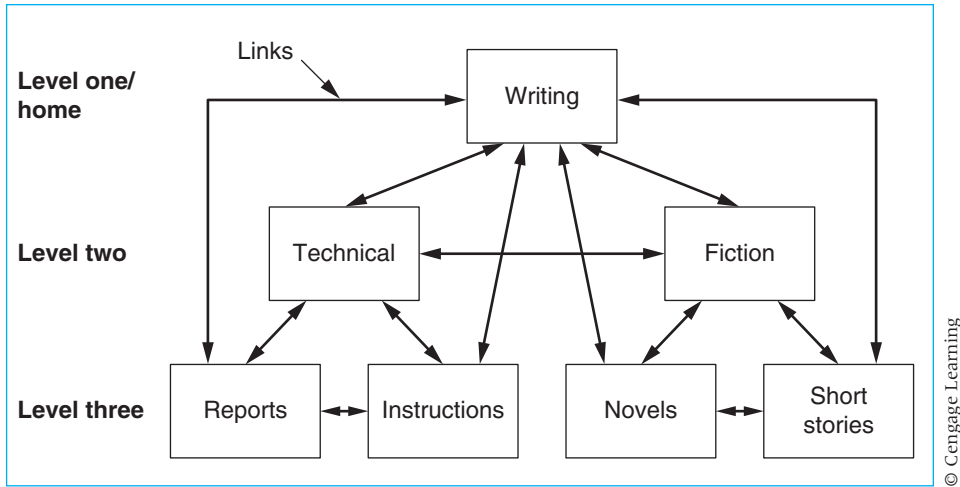 Links
Level one/
home
Writing
Level two
Technical
Fiction
Level three
Reports
Instructions
Novels
Short
stories
© Cengage Learning